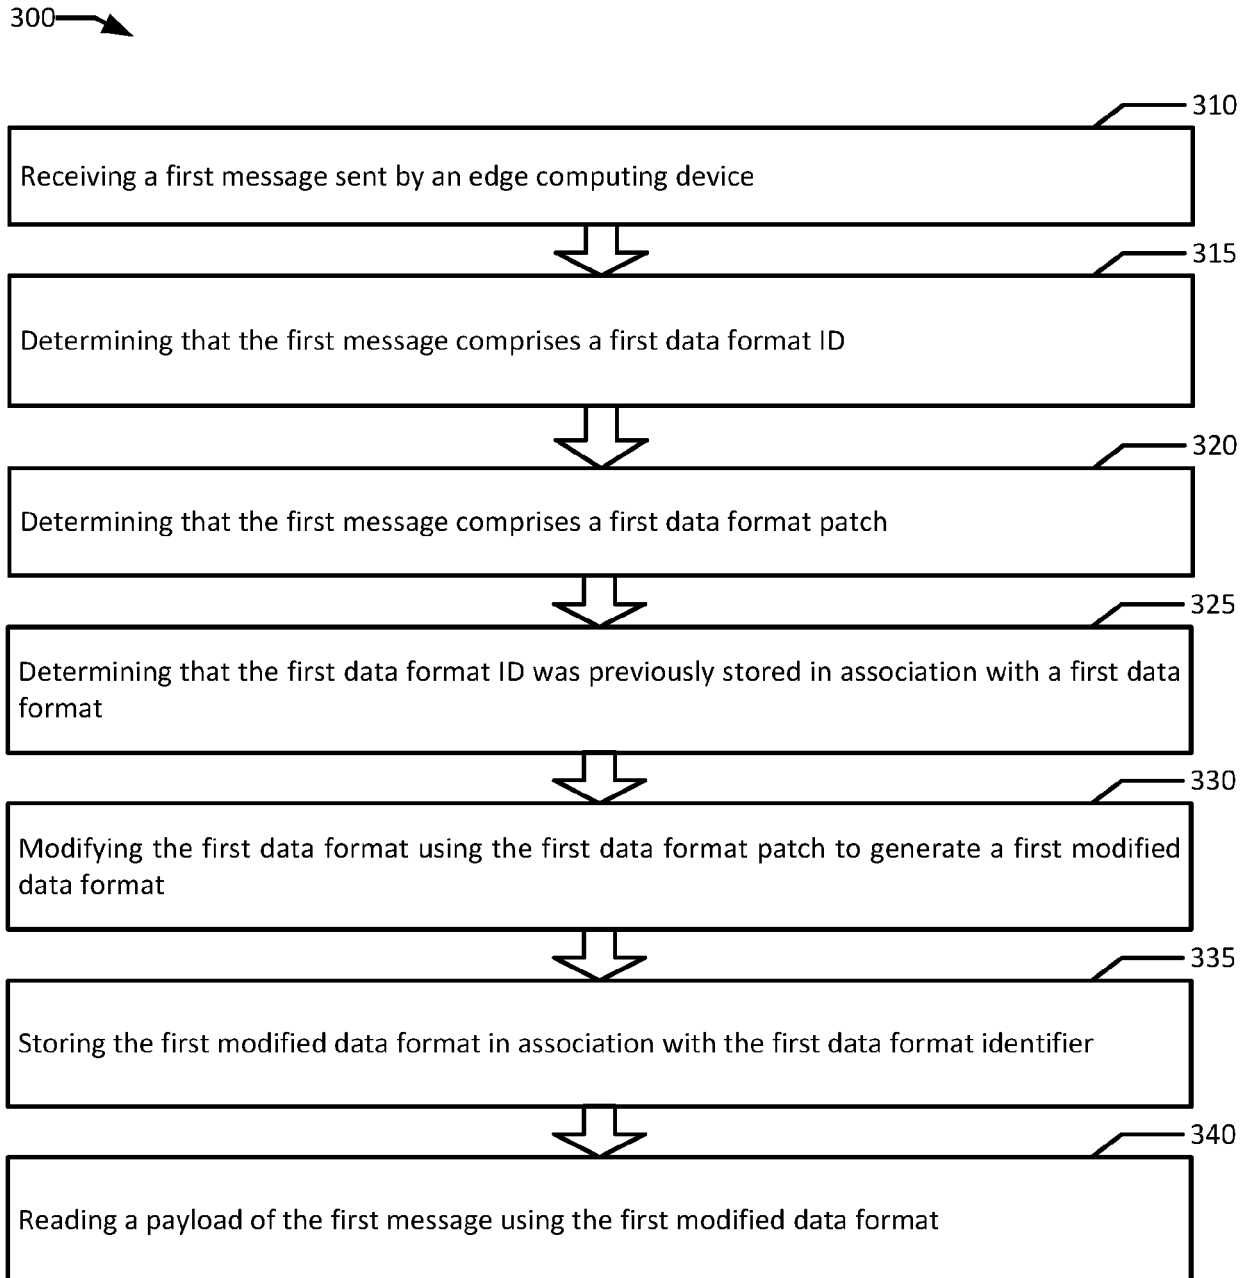 300
310
Receiving a first message sent by an edge computing device
315
Determining that the first message comprises a first data format ID
320
Determining that the first message comprises a first data format patch
325
Determining that the first data format ID was previously stored in association with a first data
format
330
Modifying the first data format using the first data format patch to generate a first modified
data format
335
Storing the first modified data format in association with the first data format identifier
340
Reading a payload of the first message using the first modified data format